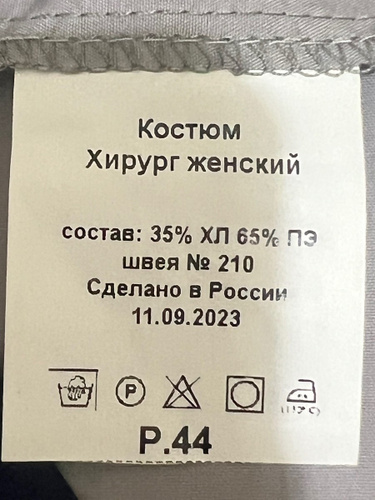 Костюм
Хирург женский
состав: 35% ХЛ 65% ПЭ
швея № 210
Сделано в России
11.09.2023
P
Р.44